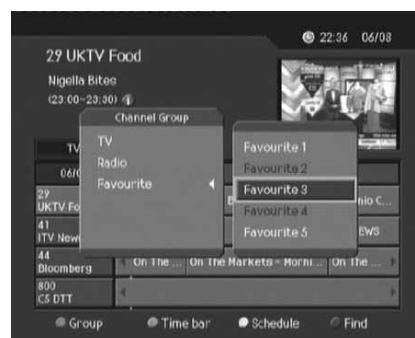 22:36 06/08
29 UKTV Food
Nigella Bites
(23:00~23:30)
Channel Group
TV
Radio
Favourite
Favourite 1
Favourite 2
Favourite 3
Favourite 4
Favourite 5
TV
06/0
29
UKTV Fo
nio C...
41
ITV New
EWS
44
Bloomberg
On The ... On The Markets - Morni... On The ...
800
C5 DTT
Group Time bar Schedule Find